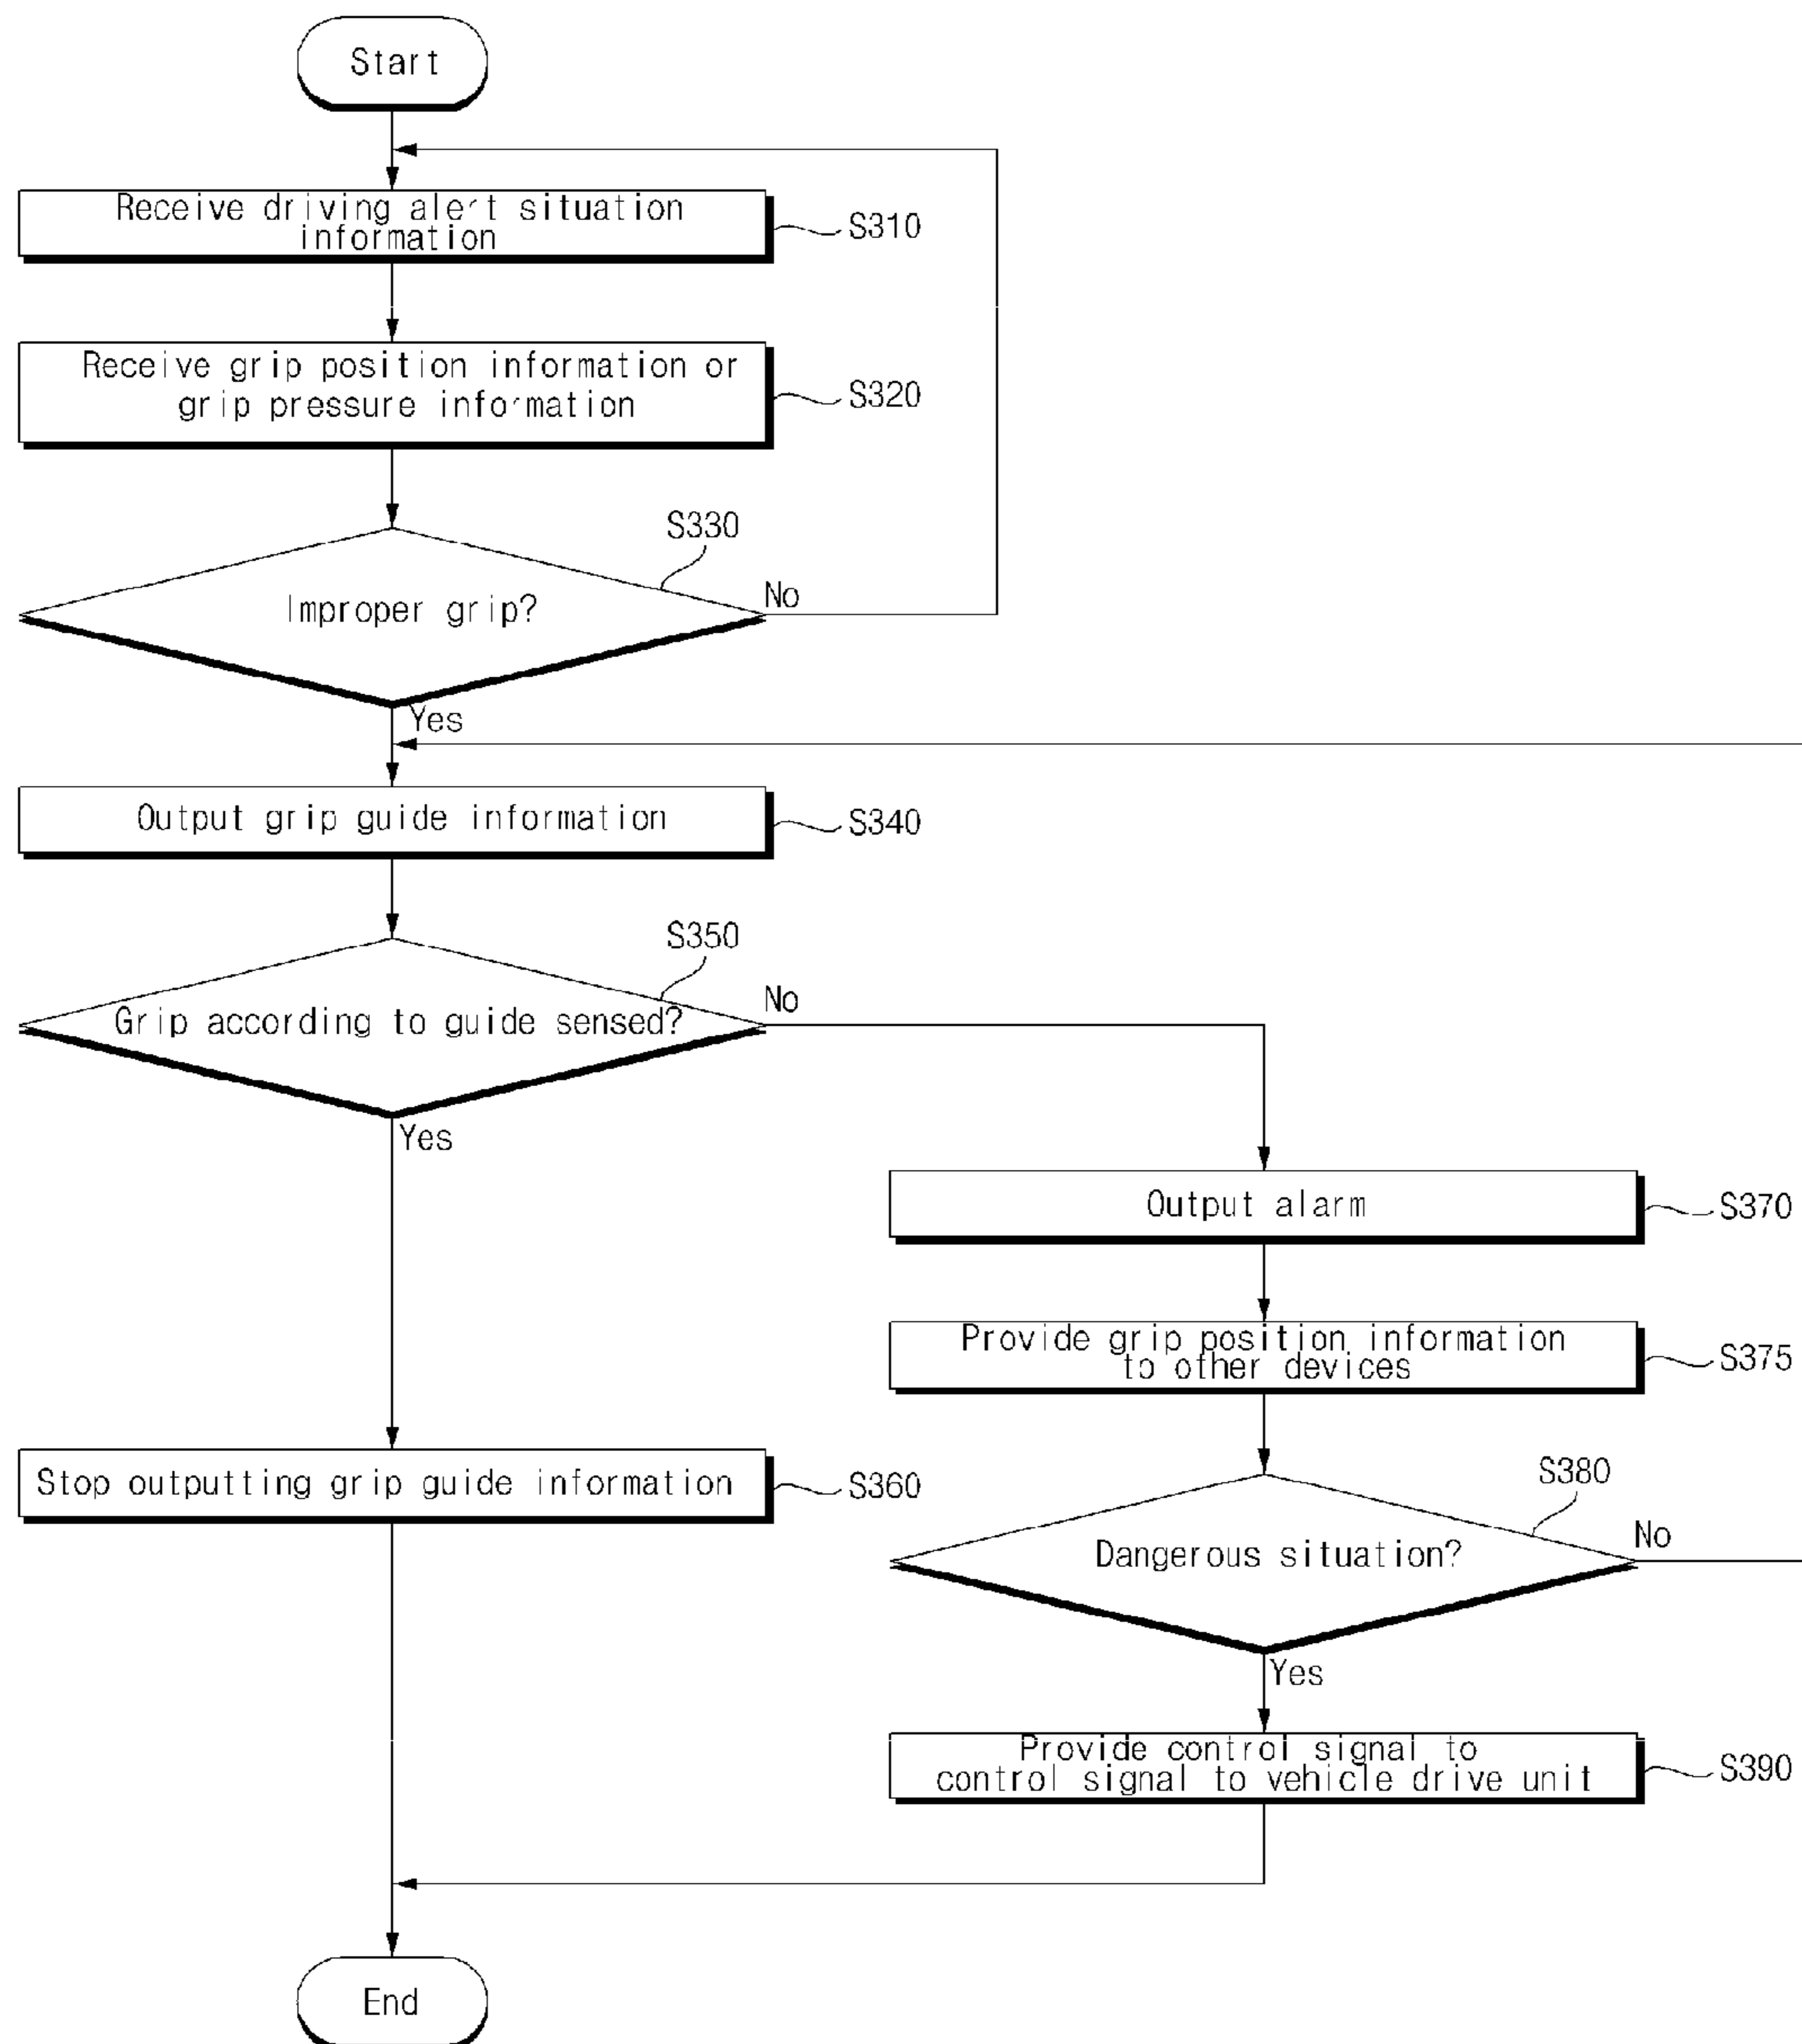 Start
Receive driving alert situation
information
S310
Receive grip position information or
grip pressure information
S320
S330
Improper grip?
No
Yes
Output grip guide information
S340
S350
Grip according to guide sensed?
No
Yes
Output alarm
S370
Provide grip position information
to other devices
S375
Stop outputting grip guide information
S360
S380
Dangerous situation?
No
Yes
Provide control signal to
control signal to vehicle drive unit
S390
End